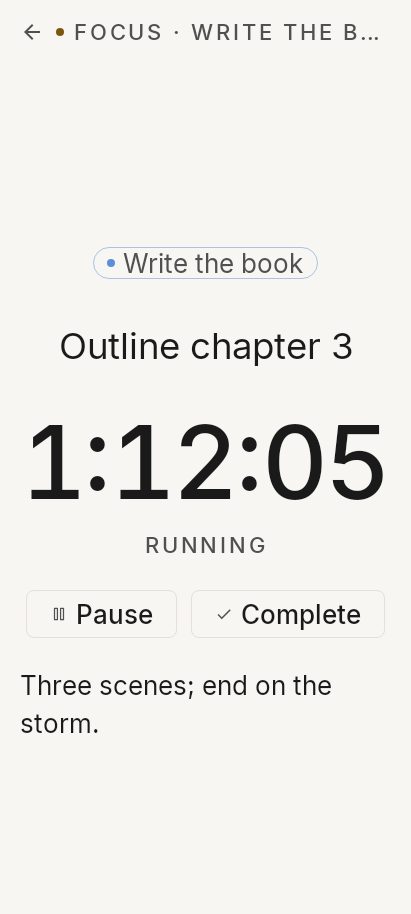 FOCUS · WRITE THE B…
Write the book
Outline chapter 3
1:12:05
RUNNING
Pause
Complete
Three scenes; end on the
storm.